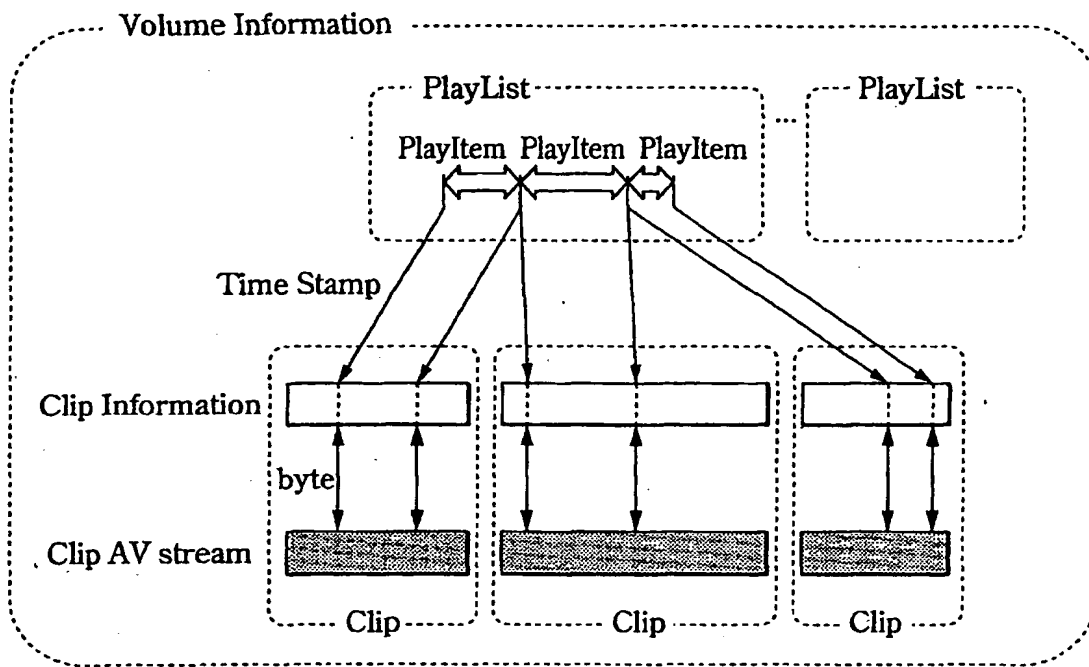 Volume Information
PlayList
...
PlayList
PlayItem PlayItem PlayItem
Time Stamp
Clip Information
byte
Clip AV stream
Clip
Clip
Clip